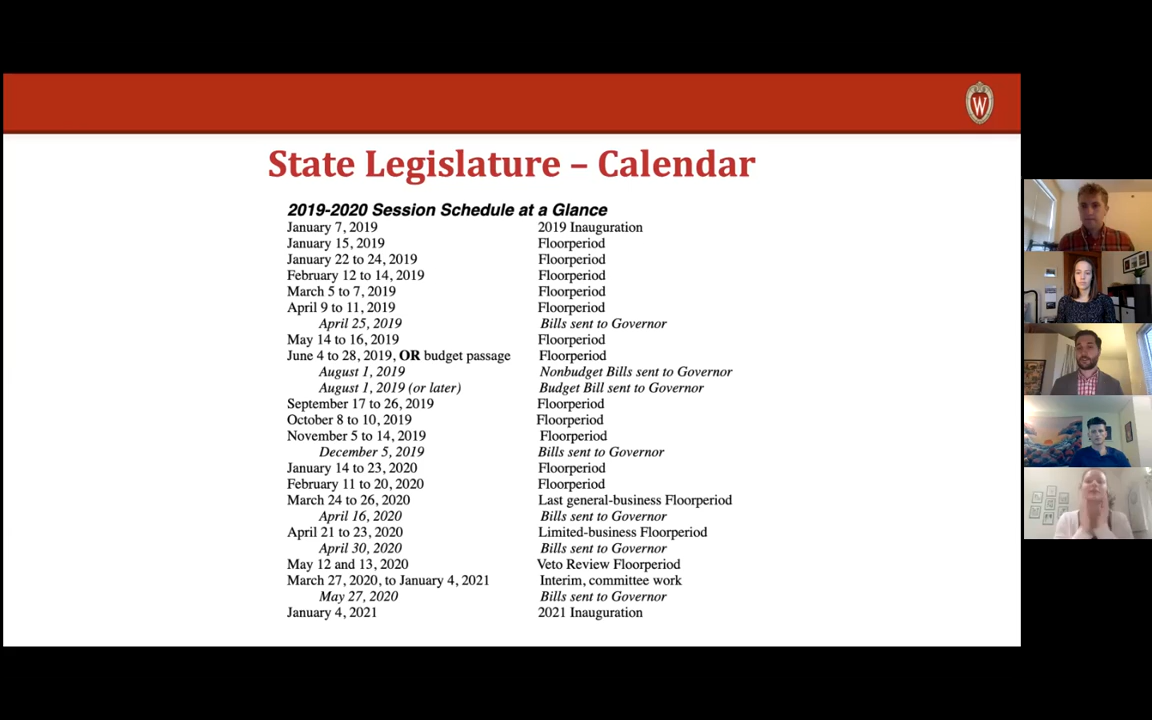 W
State Legislature – Calendar
2019-2020 Session Schedule at a Glance
January 7, 2019 2019 Inauguration
January 15, 2019 Floorperiod
January 22 to 24, 2019 Floorperiod
February 12 to 14, 2019 Floorperiod
March 5 to 7, 2019 Floorperiod
April 9 to 11, 2019 Floorperiod
April 25, 2019 Bills sent to Governor
May 14 to 16, 2019 Floorperiod
June 4 to 28, 2019, OR budget passage Floorperiod
August 1, 2019 Nonbudget Bills sent to Governor
August 1, 2019 (or later) Budget Bill sent to Governor
September 17 to 26, 2019 Floorperiod
October 8 to 10, 2019 Floorperiod
November 5 to 14, 2019 Floorperiod
December 5, 2019 Bills sent to Governor
January 14 to 23, 2020 Floorperiod
February 11 to 20, 2020 Floorperiod
March 24 to 26, 2020 Last general-business Floorperiod
April 16, 2020 Bills sent to Governor
April 21 to 23, 2020 Limited-business Floorperiod
April 30, 2020 Bills sent to Governor
May 12 and 13, 2020 Veto Review Floorperiod
March 27, 2020, to January 4, 2021 Interim, committee work
May 27, 2020 Bills sent to Governor
January 4, 2021 2021 Inauguration